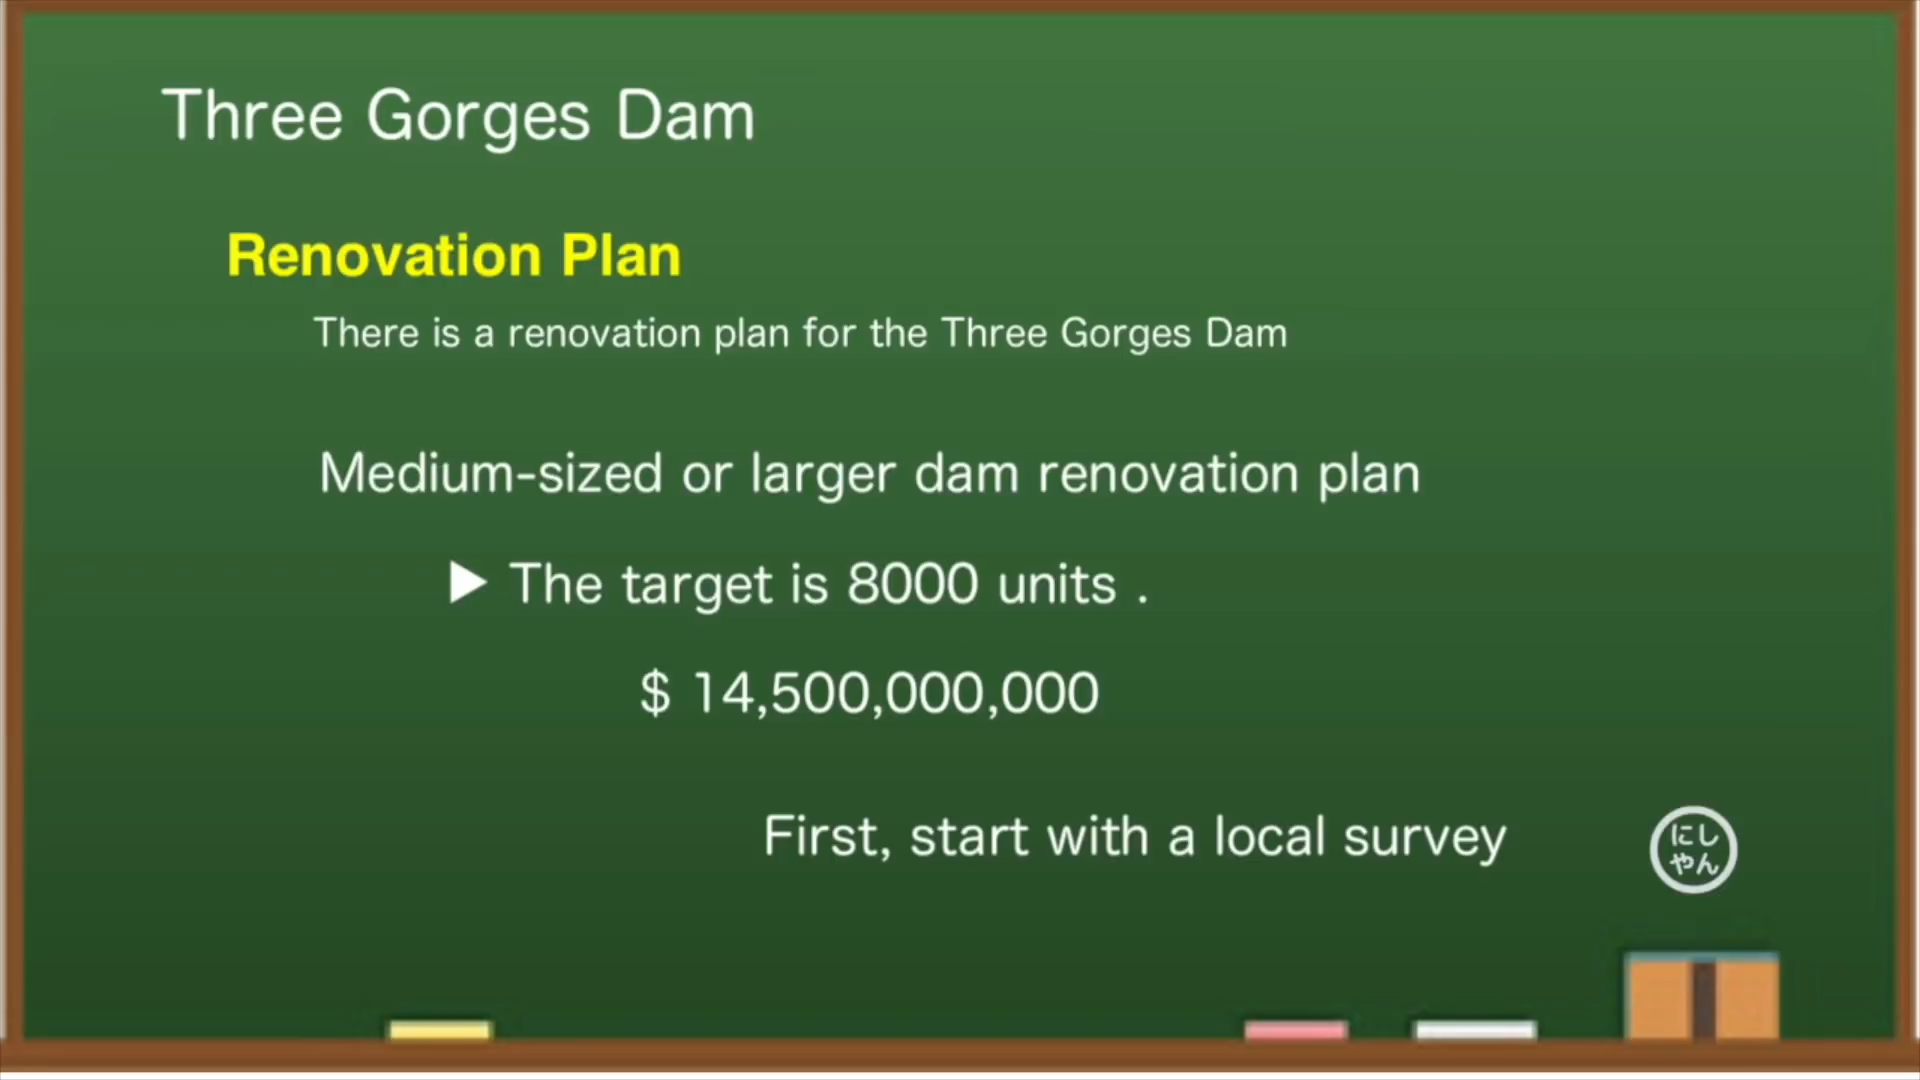 Three Gorges Dam
Renovation Plan
There is a renovation plan for the Three Gorges Dam
Medium-sized or larger dam renovation plan
▶ The target is 8000 units .
$ 14,500,000,000
First, start with a local survey
にし
やん